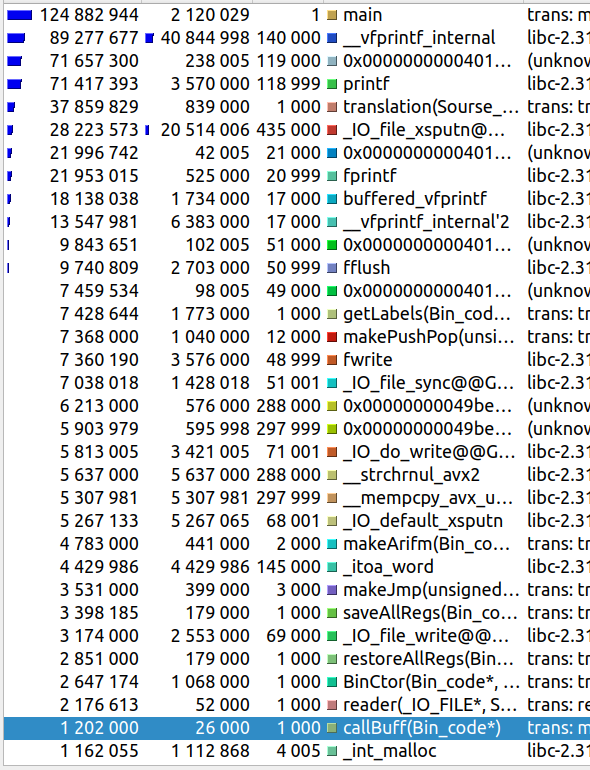 124 882 944 2 120 029 1 main trans: m
89 277 677 40 844 998 140 000 __vfprintf_internal libc-2.31
71 657 300 238 005 119 000 0x0000000000401... (unknow
71 417 393 3 570 000 118 999 printf libc-2.31
37 859 829 839 000 1 000 translation(Sourse_... trans: tr
28 223 573 20 514 006 435 000 _IO_file_xsputn@... libc-2.31
21 996 742 42 005 21 000 0x0000000000401... (unknow
21 953 015 525 000 20 999 fprintf libc-2.31
18 138 038 1 734 000 17 000 buffered_vfprintf libc-2.31
13 547 981 6 383 000 17 000 __vfprintf_internal'2 libc-2.31
9 843 651 102 005 51 000 0x0000000000401... (unknow
9 740 809 2 703 000 50 999 fflush libc-2.31
7 459 534 98 005 49 000 0x0000000000401... (unknow
7 428 644 1 773 000 1 000 getLabels(Bin_cod... trans: tr
7 368 000 1 040 000 12 000 makePushPop(unsi... trans: tr
7 360 190 3 576 000 48 999 fwrite libc-2.31
7 038 018 1 428 018 51 001 _IO_file_sync@@G... libc-2.31
6 213 000 576 000 288 000 0x00000000049be... (unknow
5 903 979 595 998 297 999 0x00000000049be... (unknow
5 813 005 3 421 005 71 001 _IO_do_write@@G... libc-2.31
5 637 000 5 637 000 288 000 __strchrnul_avx2 libc-2.31
5 307 981 5 307 981 297 999 __mempcpy_avx_u... libc-2.31
5 267 133 5 267 065 68 001 _IO_default_xsputn libc-2.31
4 783 000 441 000 2 000 makeArifm(Bin_co... trans: tr
4 429 986 4 429 986 145 000 _itoa_word libc-2.31
3 531 000 399 000 3 000 makeJmp(unsigned... trans: tr
3 398 185 179 000 1 000 saveAllRegs(Bin_co... trans: tr
3 174 000 2 553 000 69 000 _IO_file_write@@... libc-2.31
2 851 000 179 000 1 000 restoreAllRegs(Bin... trans: tr
2 647 174 1 068 000 1 000 BinCtor(Bin_code*, ... trans: tr
2 176 613 52 000 1 000 reader(_IO_FILE*, S... trans: re
1 202 000 26 000 1 000 callBuff(Bin_code*) trans: m
1 162 055 1 112 868 4 005 _int_malloc libc-2.31